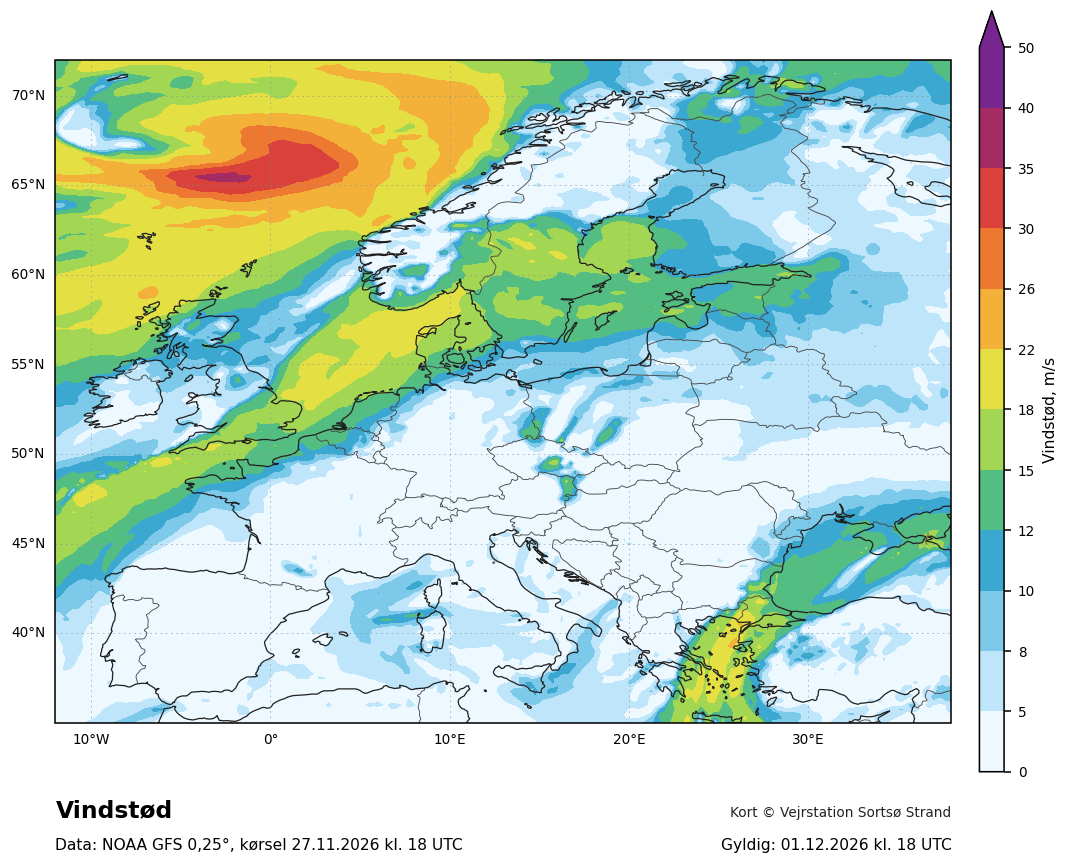 70°N
65°N
60°N
55°N
50°N
45°N
40°N
10°W
0°
10°E
20°E
30°E
50
40
35
30
26
22
18
15
12
10
8
5
0
Vindstød, m/s
Vindstød
Kort © Vejrstation Sortsø Strand
Data: NOAA GFS 0,25°, kørsel 27.11.2026 kl. 18 UTC
Gyldig: 01.12.2026 kl. 18 UTC